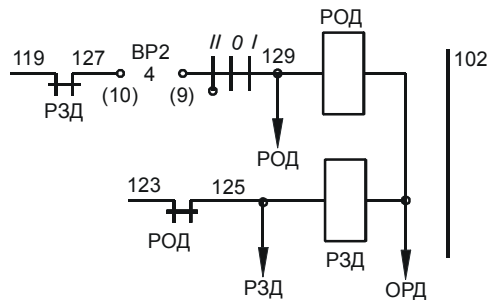 РОД
II 0 I
119 127 ВР2 129 102
4
РЗД (10) (9)
РОД
123 125
РОД РЗД
РЗД ОРД